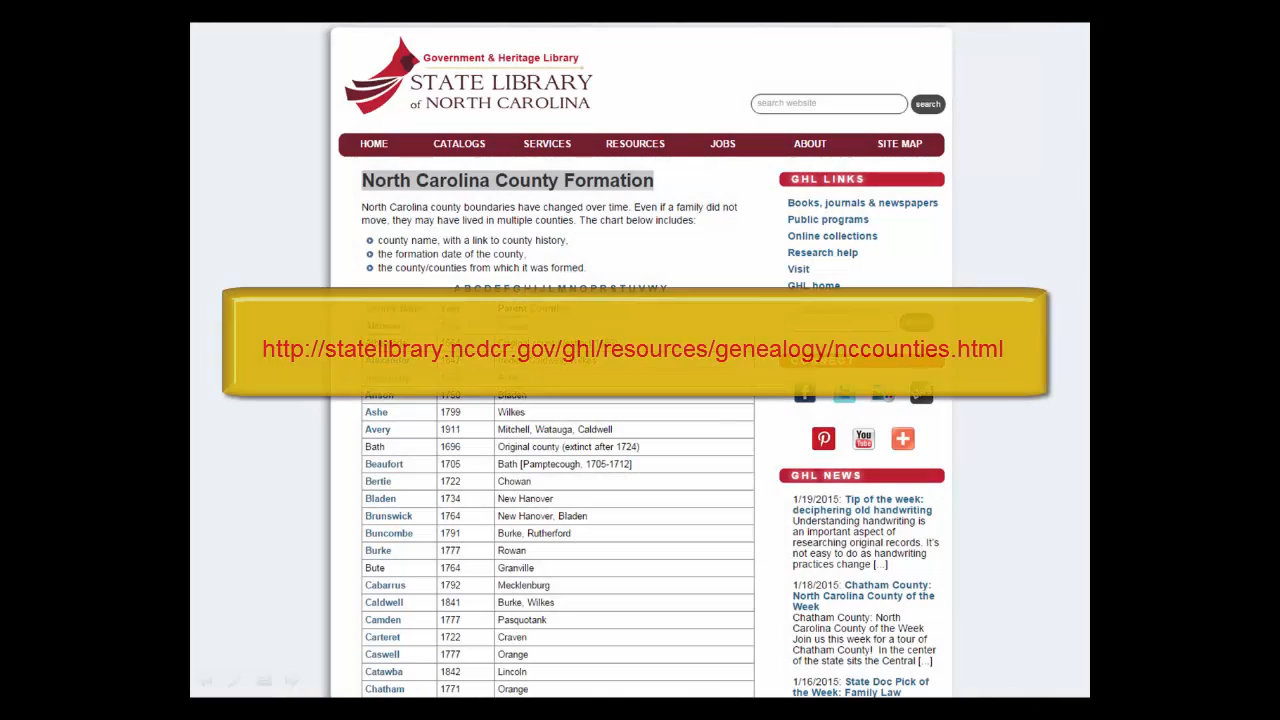 Government & Heritage Library
STATE LIBRARY
of NORTH CAROLINA
search website
search
HOME CATALOGS SERVICES RESOURCES JOBS ABOUT SITE MAP
North Carolina County Formation
North Carolina county boundaries have changed over time. Even if a family did not
move, they may have lived in multiple counties. The chart below includes:
county name, with a link to county history,
the formation date of the county,
the county/counties from which it was formed.
A B C D E F G H I J L M N O P R S T U V W Y
http://statelibrary.ncdcr.gov/ghl/resources/genealogy/nccounties.html
Anson 1750 Bladen
Ashe 1799 Wilkes
Avery 1911 Mitchell, Watauga, Caldwell
Bath 1696 Original county (extinct after 1724)
Beaufort 1705 Bath [Pamptecough, 1705-1712]
Bertie 1722 Chowan
Bladen 1734 New Hanover
Brunswick 1764 New Hanover, Bladen
Buncombe 1791 Burke, Rutherford
Burke 1777 Rowan
Bute 1764 Granville
Cabarrus 1792 Mecklenburg
Caldwell 1841 Burke, Wilkes
Camden 1777 Pasquotank
Carteret 1722 Craven
Caswell 1777 Orange
Catawba 1842 Lincoln
Chatham 1771 Orange
GHL LINKS
Books, journals & newspapers
Public programs
Online collections
Research help
Visit
GHL home
You
Tube
GHL NEWS
1/19/2015: Tip of the week:
deciphering old handwriting
Understanding handwriting is
an important aspect of
researching original records. It's
not easy to do as handwriting
practices change [...]
1/18/2015: Chatham County:
North Carolina County of the
Week
Chatham County: North
Carolina County of the Week
Join us this week for a tour of
Chatham County! In the center
of the state sits the Central [...]
1/16/2015: State Doc Pick of
the Week: Family Law